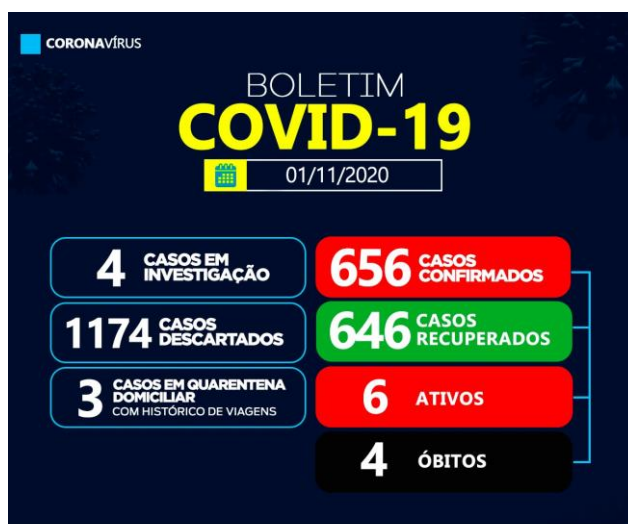 CORONAVÍRUS
BOLETIM
COVID-19
01/11/2020
4 CASOS EM
INVESTIGAÇÃO
1174 CASOS
DESCARTADOS
3 CASOS EM QUARENTENA
DOMICILIAR
COM HISTÓRICO DE VIAGENS
656 CASOS
CONFIRMADOS
646 CASOS
RECUPERADOS
6 ATIVOS
4 ÓBITOS